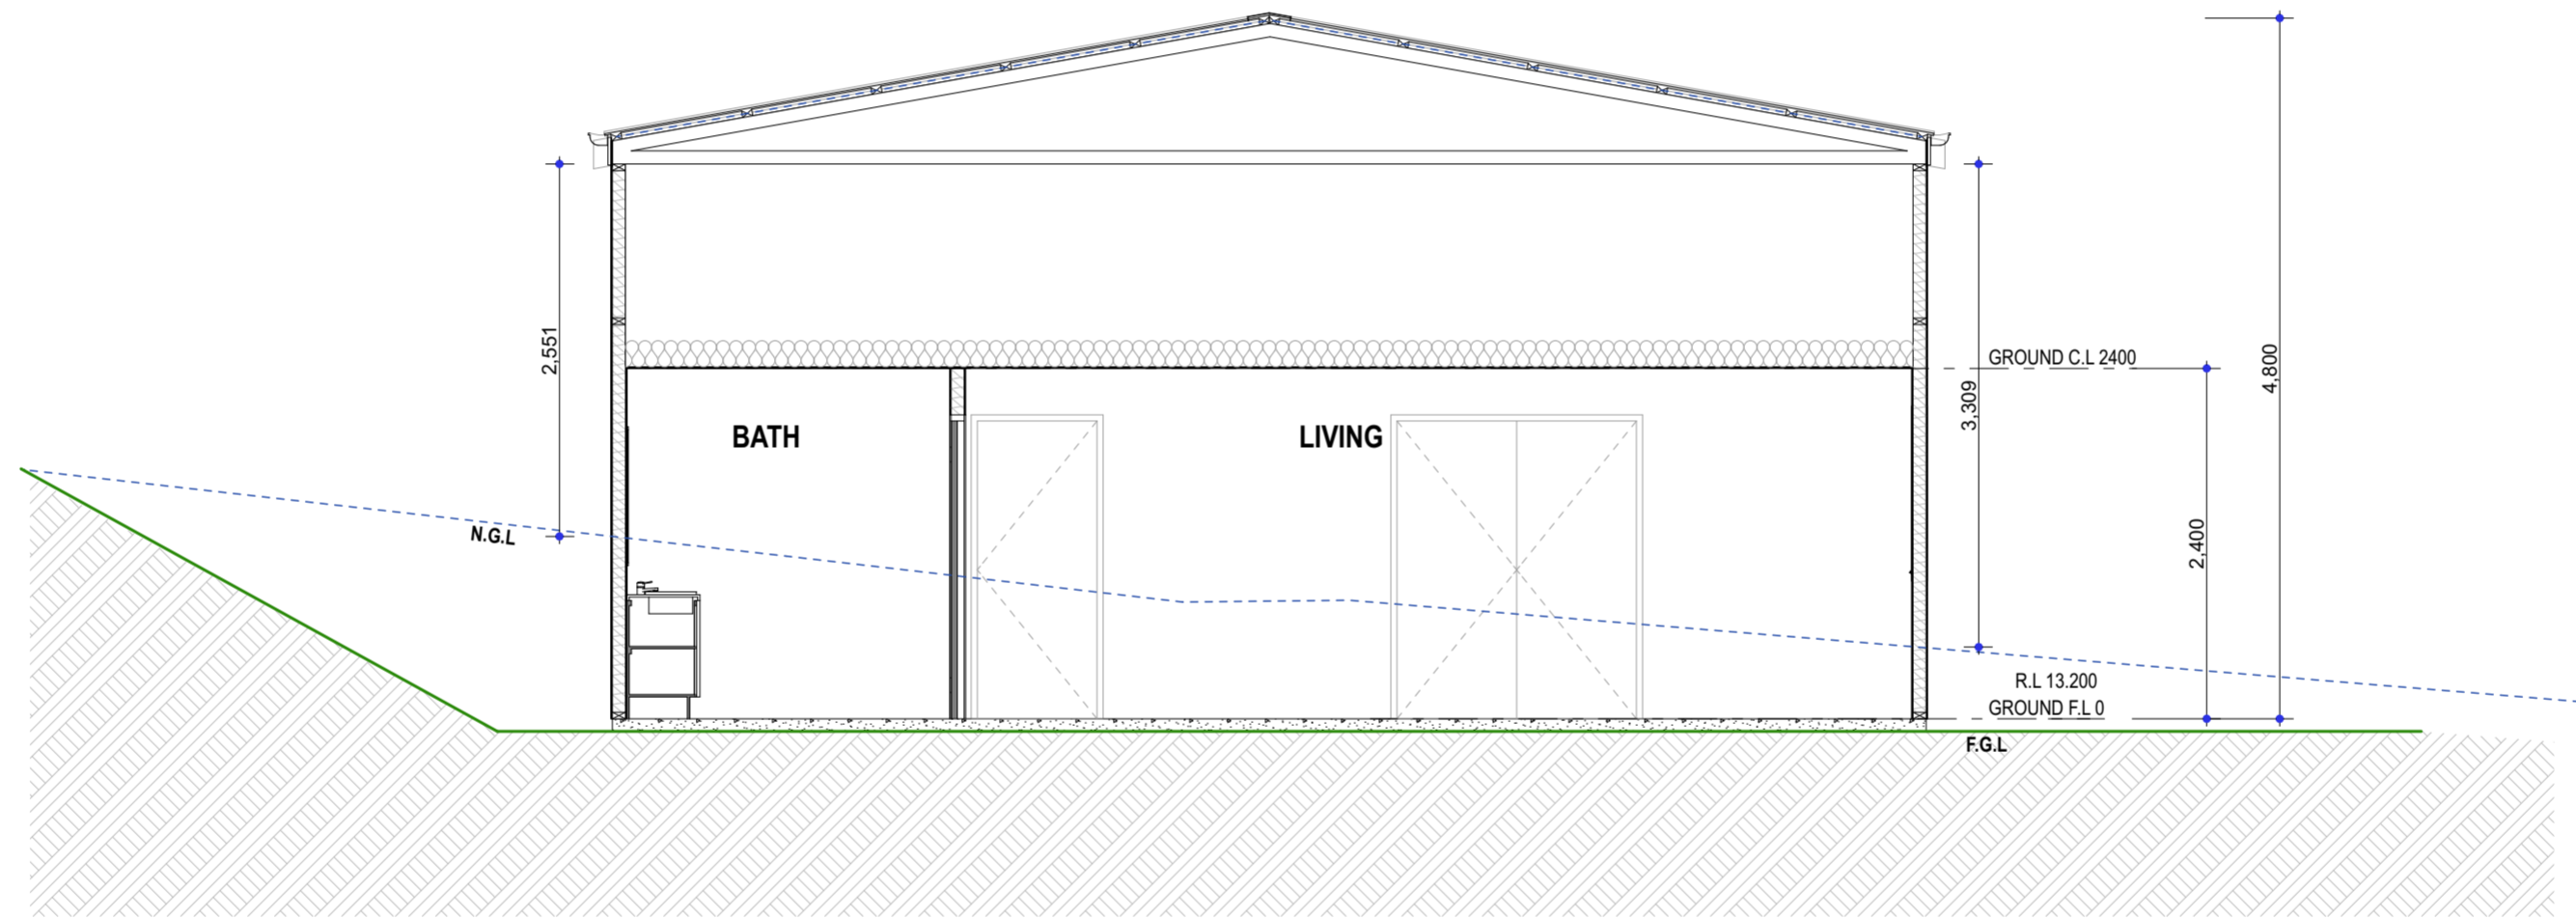 4,800
2,551
GROUND C.L 2400
3,309
BATH
LIVING
N.G.L
2,400
R.L 13.200
GROUND F.L 0
F.G.L